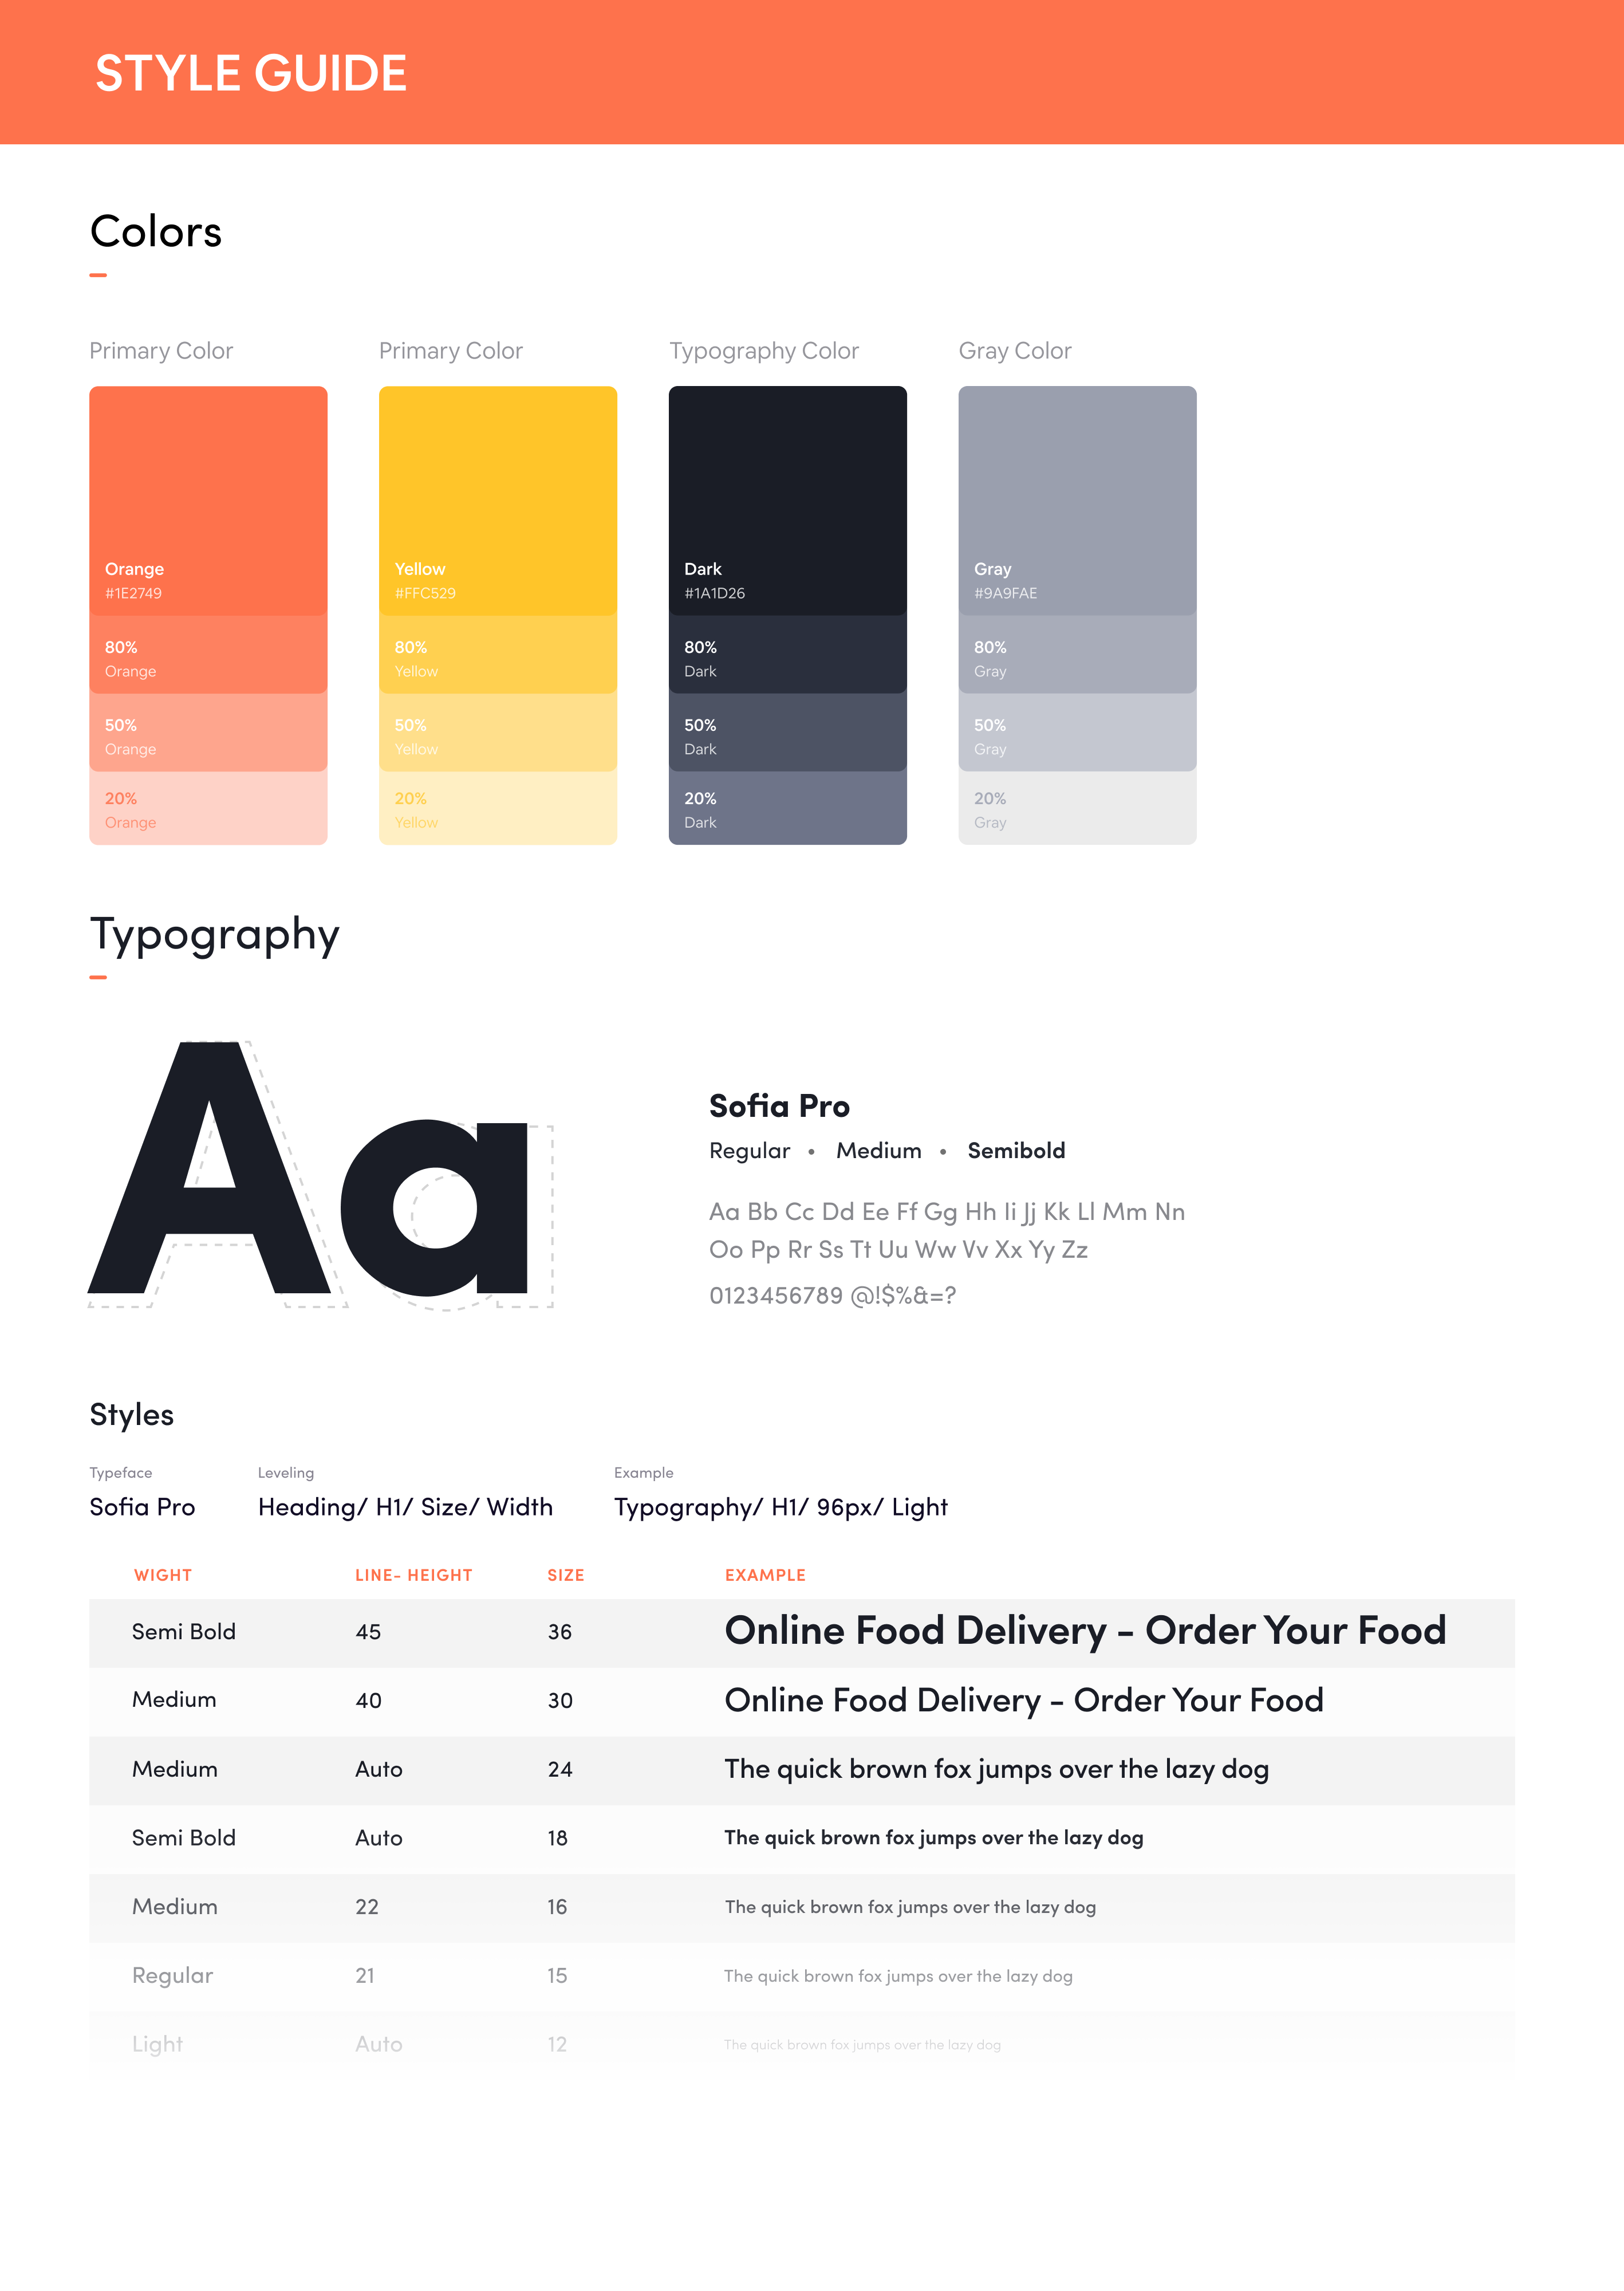 STYLE GUIDE
Colors
Primary Color
Primary Color
Typography Color
Gray Color
Orange
#1E2749
80%
Orange
50%
Orange
20%
Orange
Yellow
#FFC529
80%
Yellow
50%
Yellow
20%
Yellow
Dark
#1A1D26
80%
Dark
50%
Dark
20%
Dark
Gray
#9A9FAE
80%
Gray
50%
Gray
20%
Gray
Typography
Aa
Sofia Pro
Regular • Medium • Semibold
Aa Bb Cc Dd Ee Ff Gg Hh Ii Jj Kk Ll Mm Nn
Oo Pp Rr Ss Tt Uu Ww Vv Xx Yy Zz
0123456789 @!$%&=?
Styles
Typeface Leveling Example
Sofia Pro Heading/ H1/ Size/ Width Typography/ H1/ 96px/ Light
WIGHT LINE- HEIGHT SIZE EXAMPLE
Semi Bold 45 36 Online Food Delivery - Order Your Food
Medium 40 30 Online Food Delivery - Order Your Food
Medium Auto 24 The quick brown fox jumps over the lazy dog
Semi Bold Auto 18 The quick brown fox jumps over the lazy dog
Medium 22 16 The quick brown fox jumps over the lazy dog
Regular 21 15 The quick brown fox jumps over the lazy dog
Light Auto 12 The quick brown fox jumps over the lazy dog